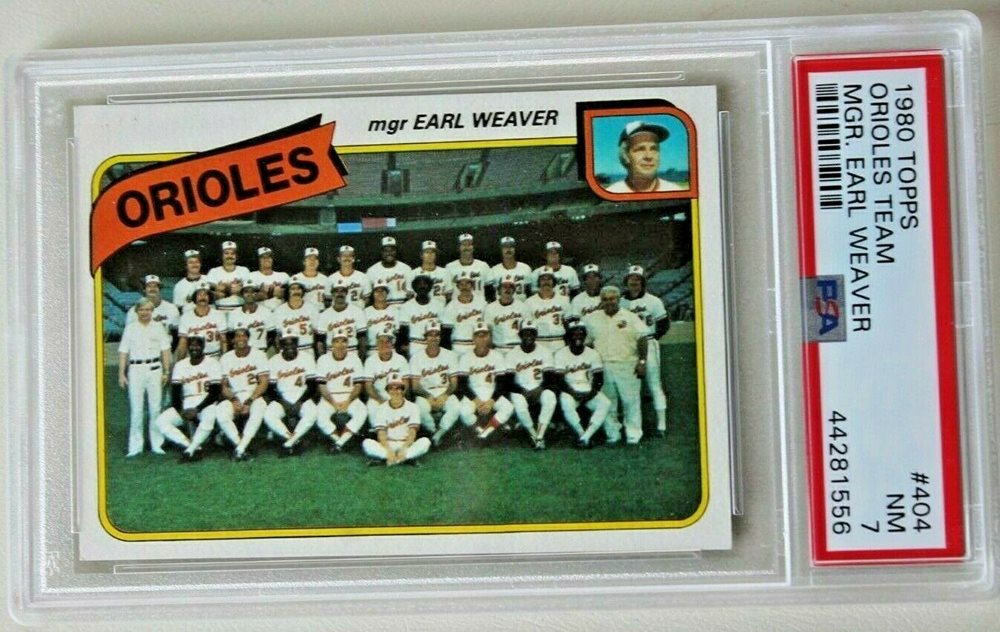 mgr EARL WEAVER
ORIOLES
1980 TOPPS
ORIOLES TEAM
MGR. EARL WEAVER
#404
NM
7
PSA
44281556